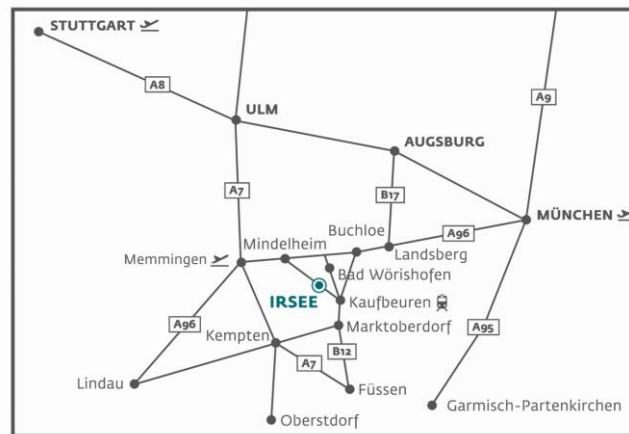 STUTTGART
A8
A9
ULM
AUGSBURG
A7
B17
MÜNCHEN
Buchloe
A96
Mindelheim
Landsberg
Memmingen
Bad Wörishofen
IRSEE
Kaufbeuren
A96
Marktoberdorf
A95
Kempten
B12
A7
Lindau
Füssen
Garmisch-Partenkirchen
Oberstdorf